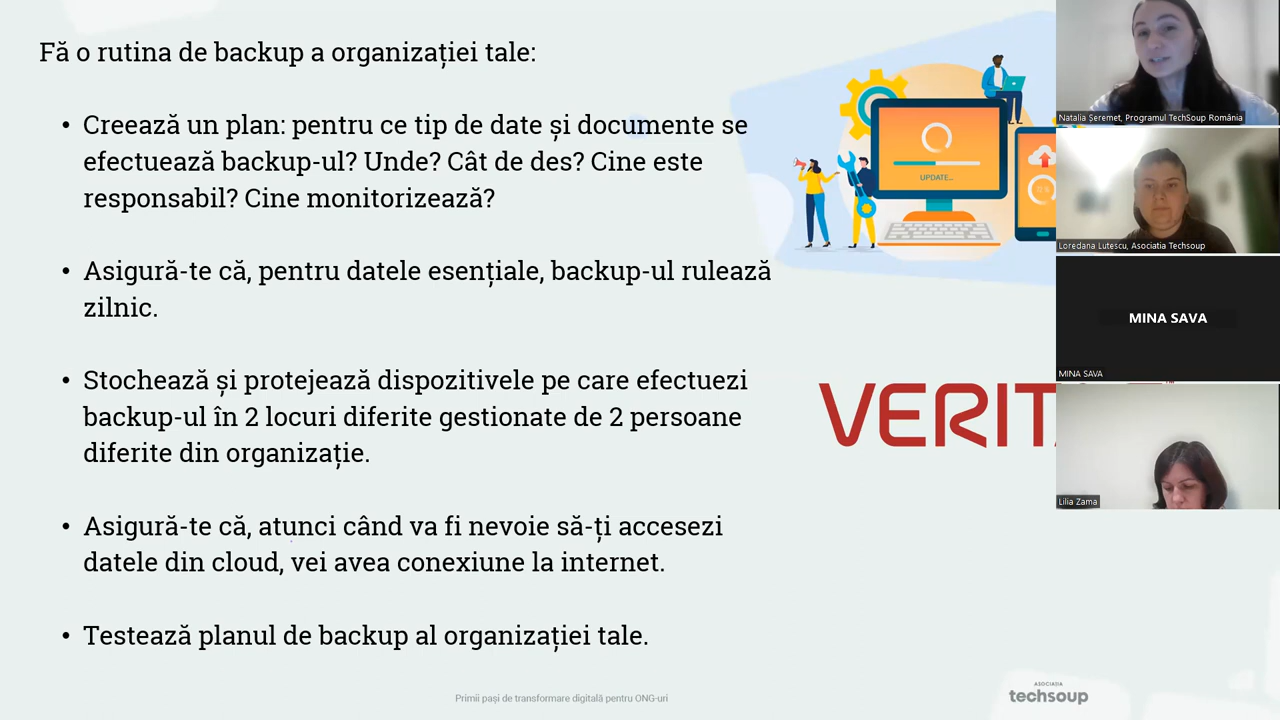 Fă o rutina de backup a organizației tale:
• Creează un plan: pentru ce tip de date și documente se
efectuează backup-ul? Unde? Cât de des? Cine este
responsabil? Cine monitorizează?
• Asigură-te că, pentru datele esențiale, backup-ul rulează
zilnic.
• Stochează și protejează dispozitivele pe care efectuezi
backup-ul în 2 locuri diferite gestionate de 2 persoane
diferite din organizație.
• Asigură-te că, atunci când va fi nevoie să-ți accesezi
datele din cloud, vei avea conexiune la internet.
• Testează planul de backup al organizației tale.
UPDATE...
VERIT
Primii pași de transformare digitală pentru ONG-uri
ASOCIAȚIA
techsoup
Natalia Șeremet, Programul TechSoup România
Loredana Lutescu, Asociatia Techsoup
MINA SAVA
MINA SAVA
Lilia Zama